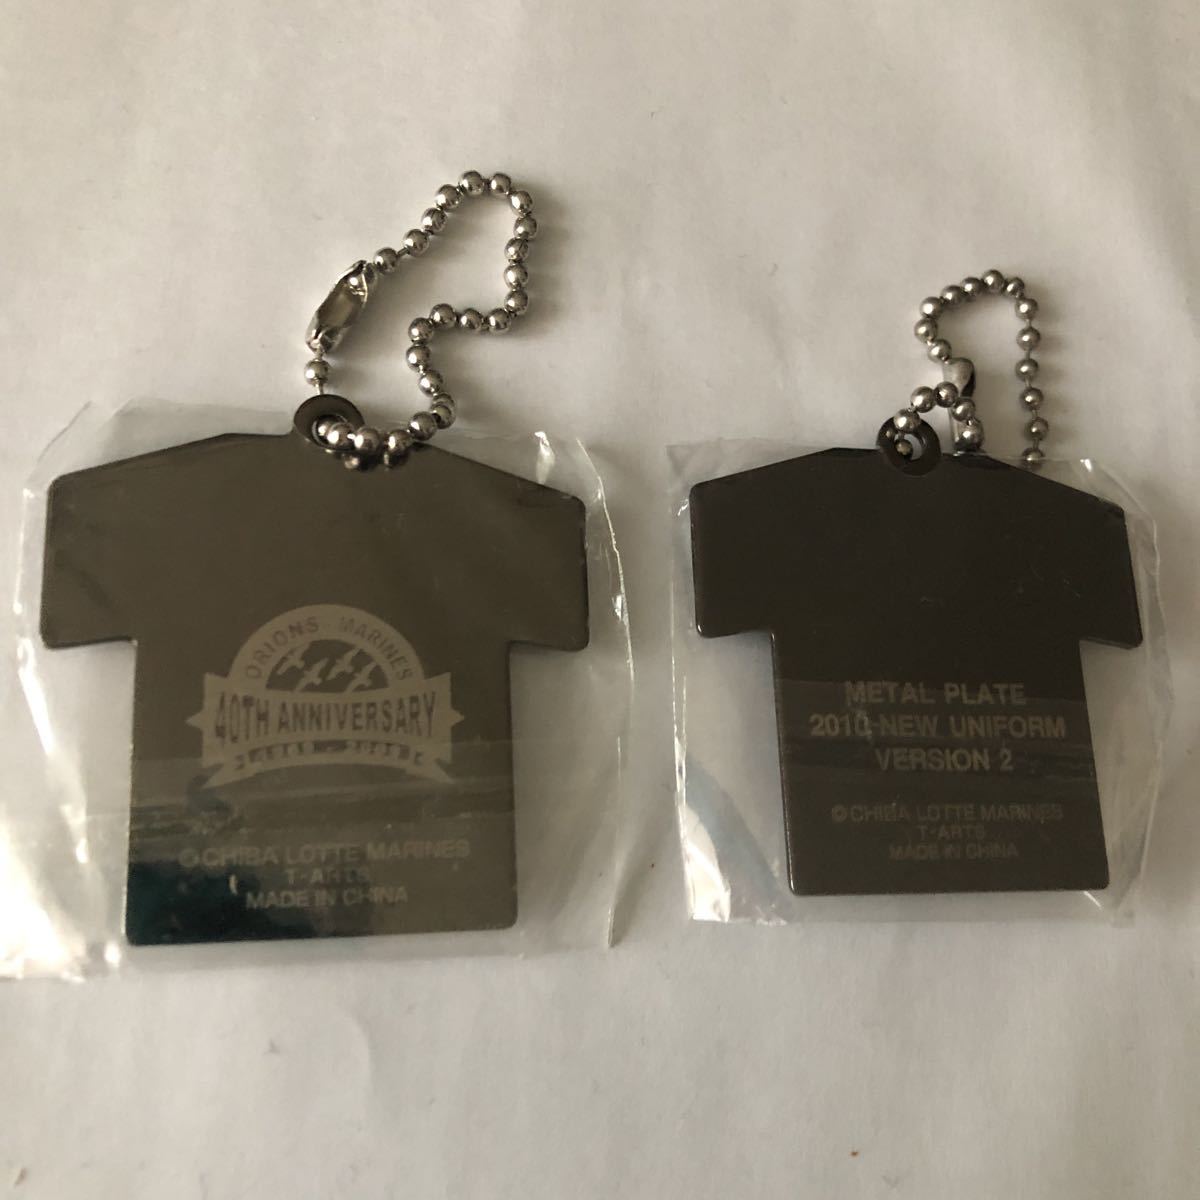 ORIONS · MARINES
40TH ANNIVERSARY
©CHIBA LOTTE MARINES
T-ARTS
MADE IN CHINA
METAL PLATE
2010 NEW UNIFORM
VERSION 2
©CHIBA LOTTE MARINES
T-ARTS
MADE IN CHINA